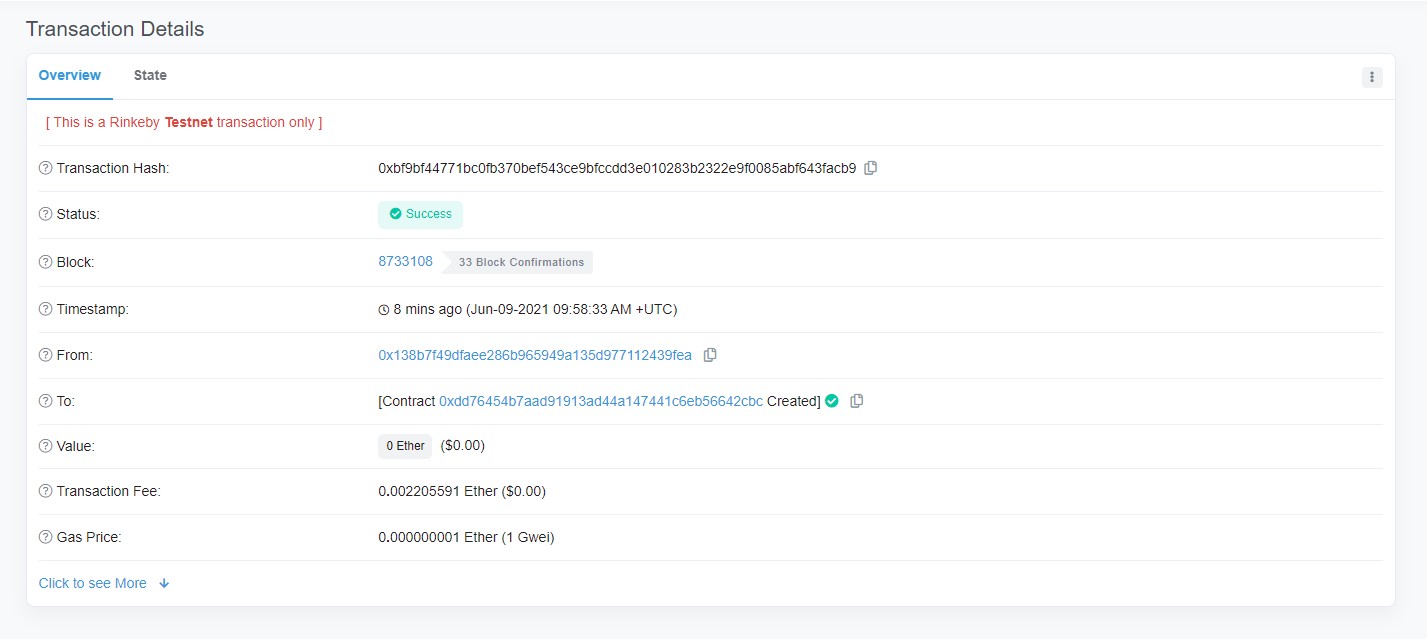 Transaction Details
Overview State
[ This is a Rinkeby Testnet transaction only ]
Transaction Hash: 0xbf9bf44771bc0fb370bef543ce9bfccdd3e010283b2322e9f0085abf643facb9
Status: Success
Block: 8733108 33 Block Confirmations
Timestamp: 8 mins ago (Jun-09-2021 09:58:33 AM +UTC)
From: 0x138b7f49dfaee286b965949a135d977112439fea
To: [Contract 0xdd76454b7aad91913ad44a147441c6eb56642cbc Created]
Value: 0 Ether ($0.00)
Transaction Fee: 0.002205591 Ether ($0.00)
Gas Price: 0.000000001 Ether (1 Gwei)
Click to see More